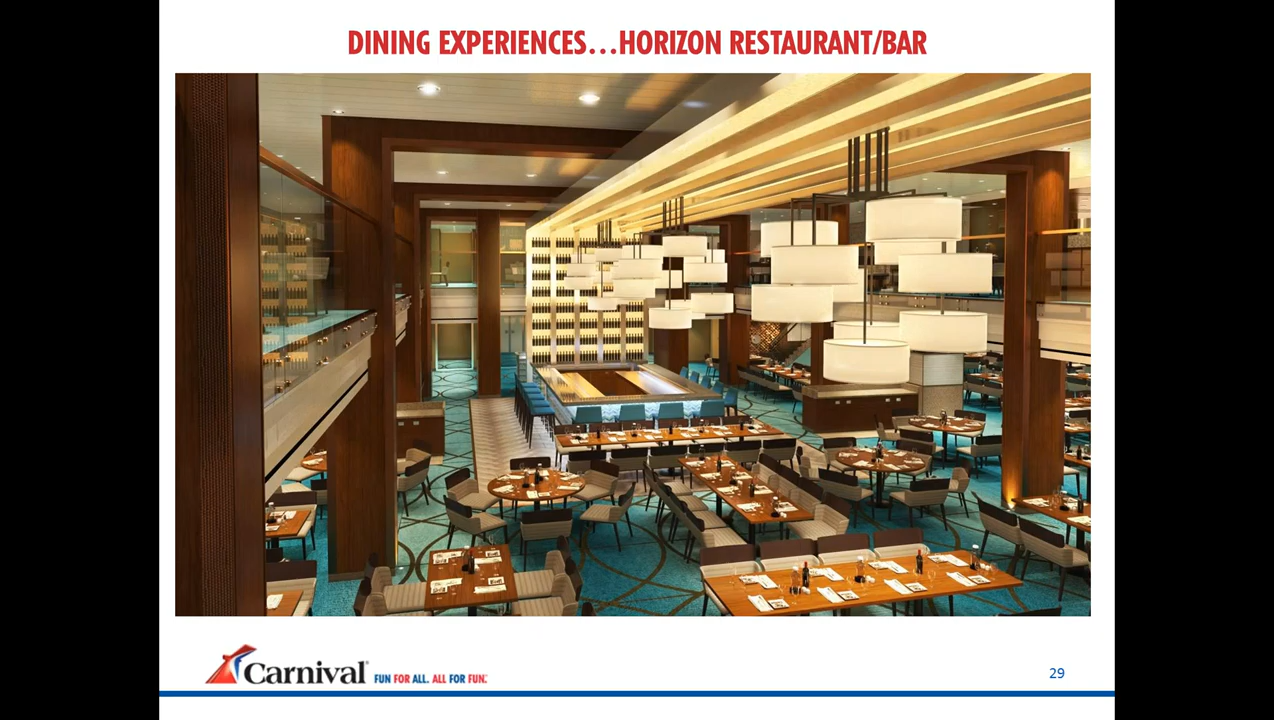 DINING EXPERIENCES…HORIZON RESTAURANT/BAR
Carnival® FUN FOR ALL. ALL FOR FUN.
29